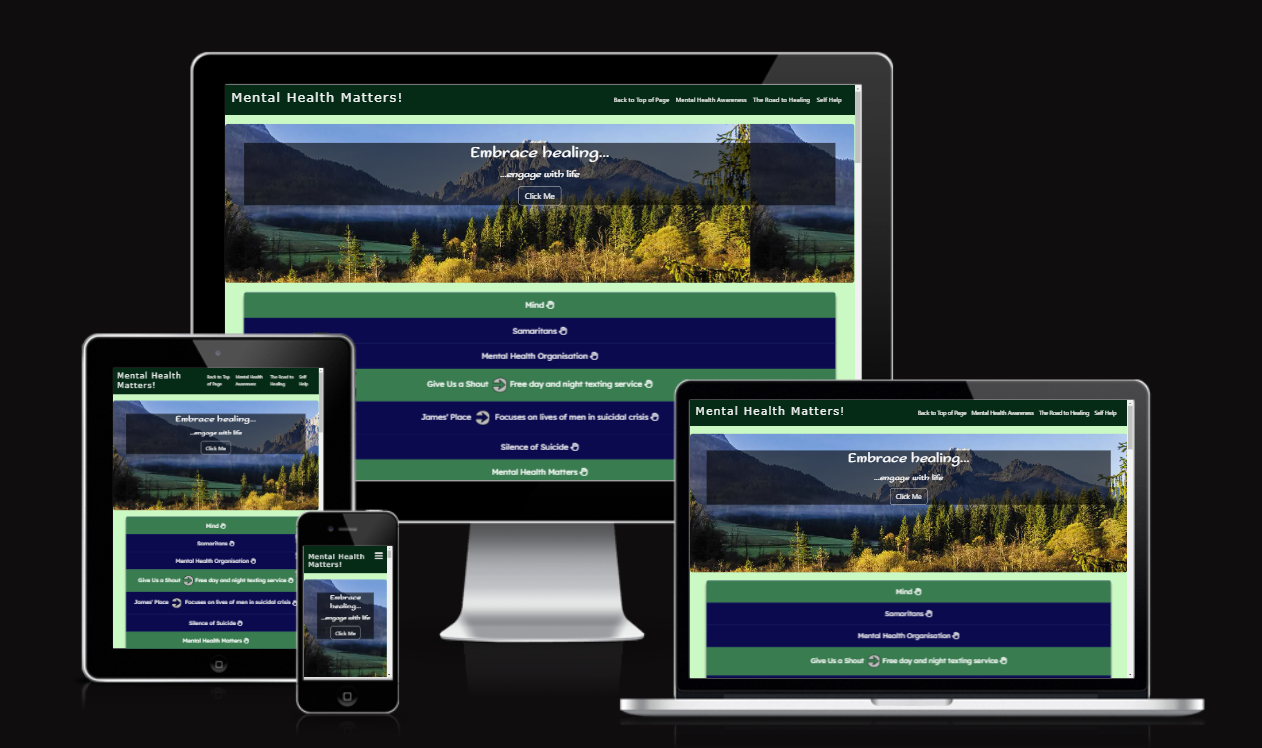 Mental Health Matters!
Back to Top of Page Mental Health Awareness The Road to Healing Self Help
Embrace healing...
...engage with life
Click Me
Mind
Samaritans
Mental Health Organisation
Give Us a Shout Free day and night texting service
James' Place Focuses on lives of men in suicidal crisis
Silence of Suicide
Mental Health Matters
Mental Health
Matters!
Back to Top
of Page
Mental Health
Awareness
The Road to
Healing
Self
Help
Embrace healing...
...engage with life
Click Me
Mind
Samaritans
Mental Health Organisation
Give Us a Shout Free day and night texting service
James' Place Focuses on lives of men in suicidal crisis
Silence of Suicide
Mental Health Matters
Mental Health
Matters!
Embrace
healing...
...engage with life
Click Me
Mental Health Matters!
Back to Top of Page Mental Health Awareness The Road to Healing Self Help
Embrace healing...
...engage with life
Click Me
Mind
Samaritans
Mental Health Organisation
Give Us a Shout Free day and night texting service